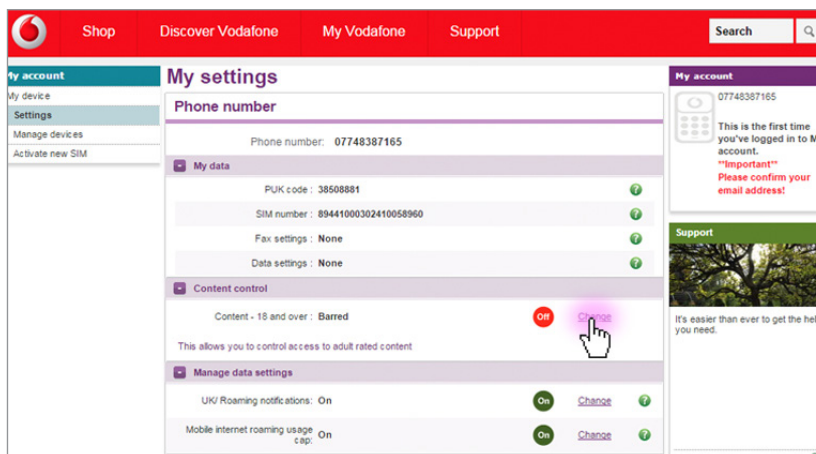 Shop
Discover Vodafone
My Vodafone
Support
Search
My account
My device
Settings
Manage devices
Activate new SIM
My settings
Phone number
Phone number: 07748387165
My data
PUK code : 38508881
SIM number : 89441000302410058960
Fax settings : None
Data settings : None
Content control
Content - 18 and over : Barred Off Change
This allows you to control access to adult rated content
Manage data settings
UK/ Roaming notifications: On On Change
Mobile internet roaming usage
cap: On On Change
My account
07748387165
This is the first time
you've logged in to M
account.
**Important**
Please confirm your
email address!
Support
It's easier than ever to get the hel
you need.